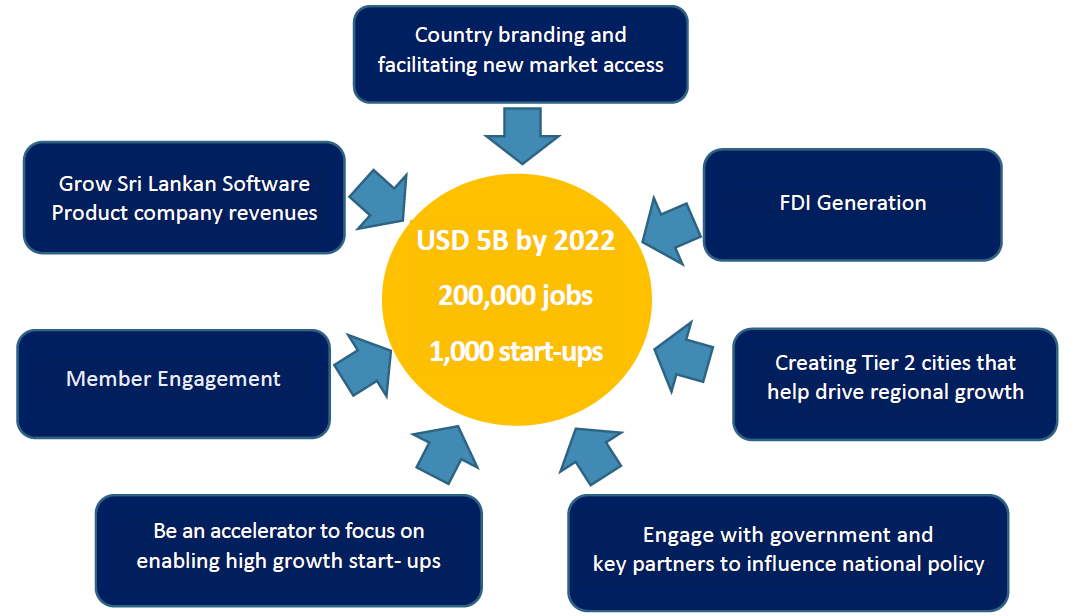 Country branding and
facilitating new market access
Grow Sri Lankan Software
Product company revenues
FDI Generation
USD 5B by 2022
200,000 jobs
1,000 start-ups
Member Engagement
Creating Tier 2 cities that
help drive regional growth
Be an accelerator to focus on
enabling high growth start- ups
Engage with government and
key partners to influence national policy